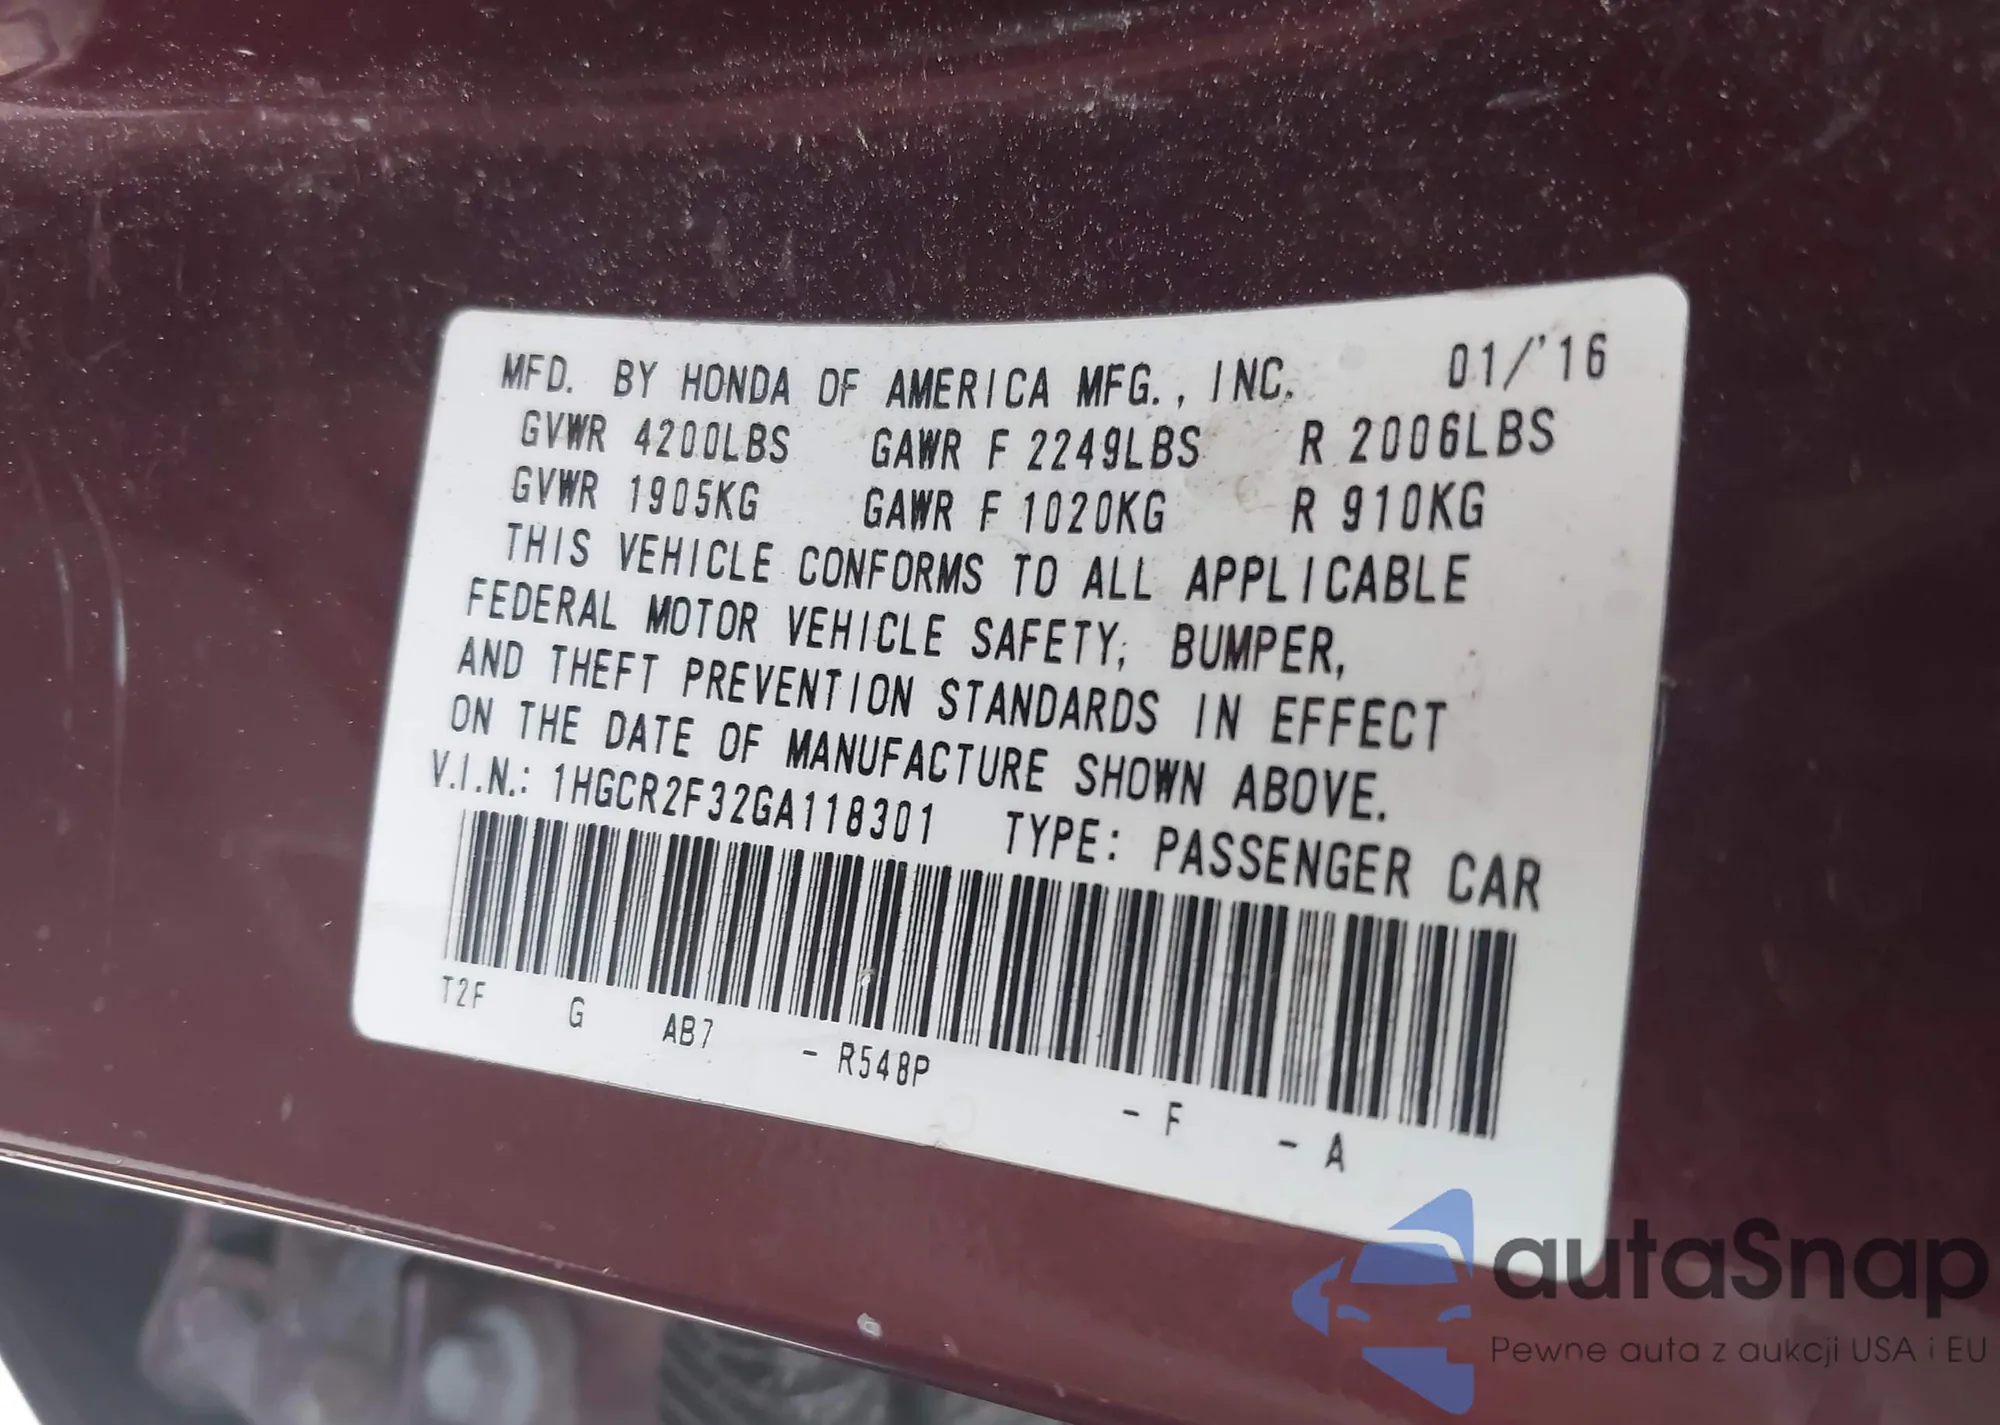 MFD. BY HONDA OF AMERICA MFG., INC. 01/'16
GVWR 4200LBS GAWR F 2249LBS R 2006LBS
GVWR 1905KG GAWR F 1020KG R 910KG
THIS VEHICLE CONFORMS TO ALL APPLICABLE
FEDERAL MOTOR VEHICLE SAFETY, BUMPER,
AND THEFT PREVENTION STANDARDS IN EFFECT
ON THE DATE OF MANUFACTURE SHOWN ABOVE.
V.I.N.: 1HGCR2F32GA118301 TYPE: PASSENGER CAR
T2F G AB7 - R548P - F - A
autaSnap
Pewne auta z aukcji USA i EU